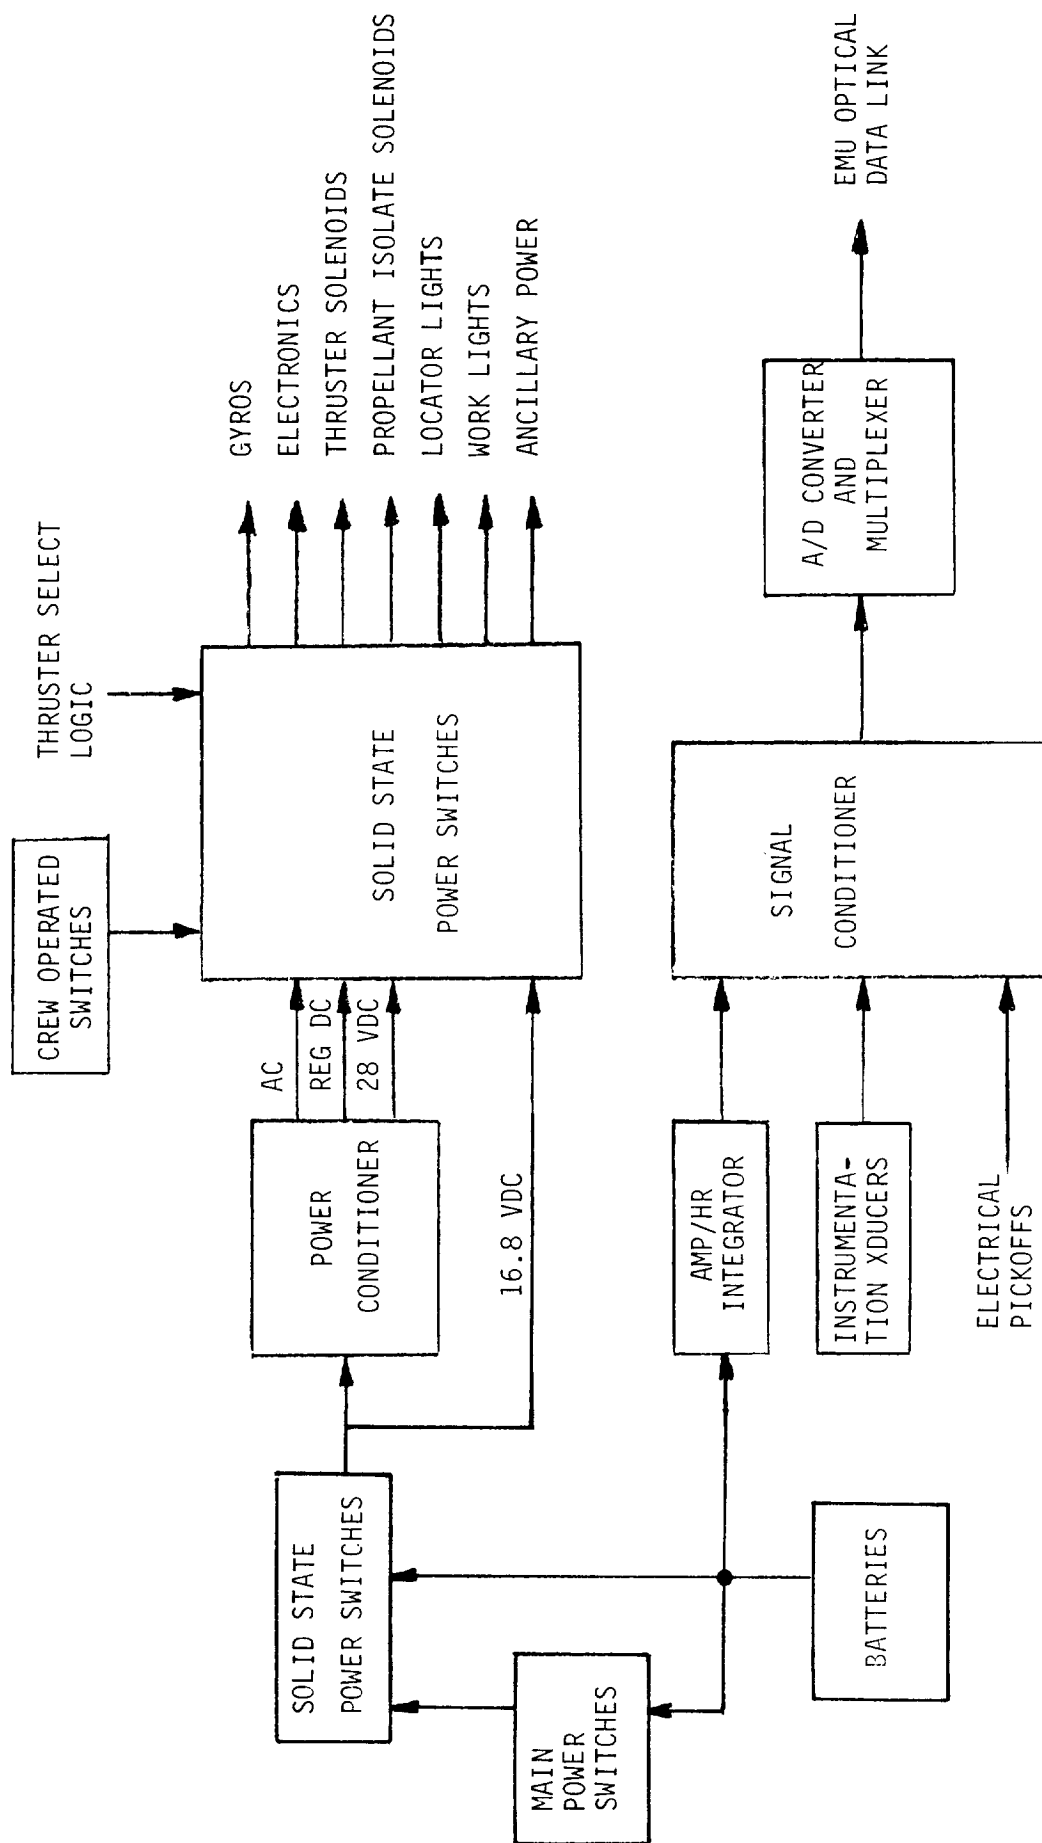 CREW OPERATED
SWITCHES
THRUSTER SELECT
LOGIC
SOLID STATE
POWER SWITCHES
MAIN
POWER
SWITCHES
BATTERIES
POWER
CONDITIONER
AC
REG DC
28 VDC
16.8 VDC
SOLID STATE
POWER SWITCHES
GYROS
ELECTRONICS
THRUSTER SOLENOIDS
PROPELLANT ISOLATE SOLENOIDS
LOCATOR LIGHTS
WORK LIGHTS
ANCILLARY POWER
AMP/HR
INTEGRATOR
INSTRUMENTA-
TION XDUCERS
ELECTRICAL
PICKOFFS
SIGNAL
CONDITIONER
A/D CONVERTER
AND
MULTIPLEXER
EMU OPTICAL
DATA LINK